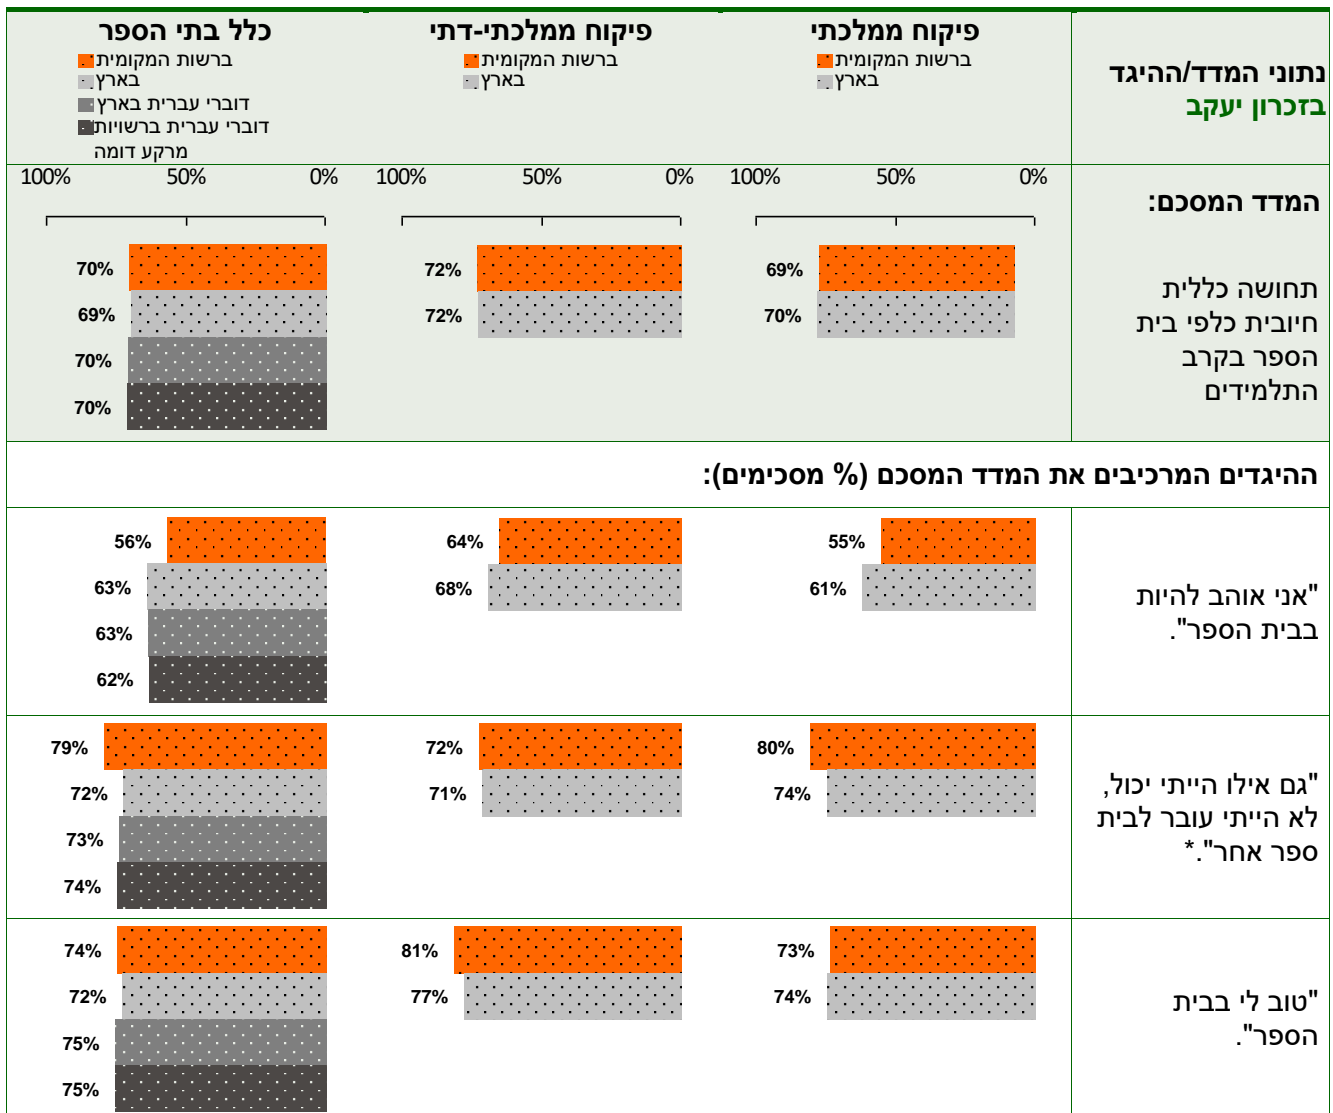 נתוני המדד/ההיגד
בזכרון יעקב
פיקוח ממלכתי
ברשות המקומית
בארץ
פיקוח ממלכתי-דתי
ברשות המקומית
בארץ
כלל בתי הספר
ברשות המקומית
בארץ
דוברי עברית בארץ
דוברי עברית ברשויות
מרקע דומה
המדד המסכם:
תחושה כללית
חיובית כלפי בית
הספר בקרב
התלמידים
0% 50% 100%
69%
70%
0% 50% 100%
72%
72%
0% 50% 100%
70%
69%
70%
70%
ההיגדים המרכיבים את המדד המסכם (% מסכימים):
"אני אוהב להיות
בבית הספר".
55%
61%
64%
68%
56%
63%
63%
62%
"גם אילו הייתי יכול,
לא הייתי עובר לבית
ספר אחר".*
80%
74%
72%
71%
79%
72%
73%
74%
"טוב לי בבית
הספר".
73%
74%
81%
77%
74%
72%
75%
75%